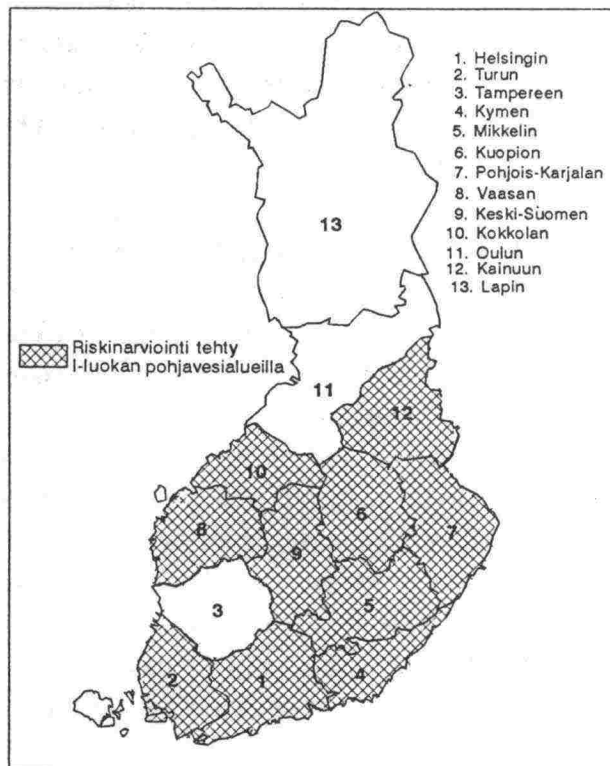 1. Helsingin
2. Turun
3. Tampereen
4. Kymen
5. Mikkelin
6. Kuopion
7. Pohjois-Karjalan
8. Vaasan
9. Keski-Suomen
10. Kokkolan
11. Oulun
12. Kainuun
13. Lapin
13
Riskinarviointi tehty
I-luokan pohjavesialueilla
11
12
10
6
8
9
7
3
5
2
1
4